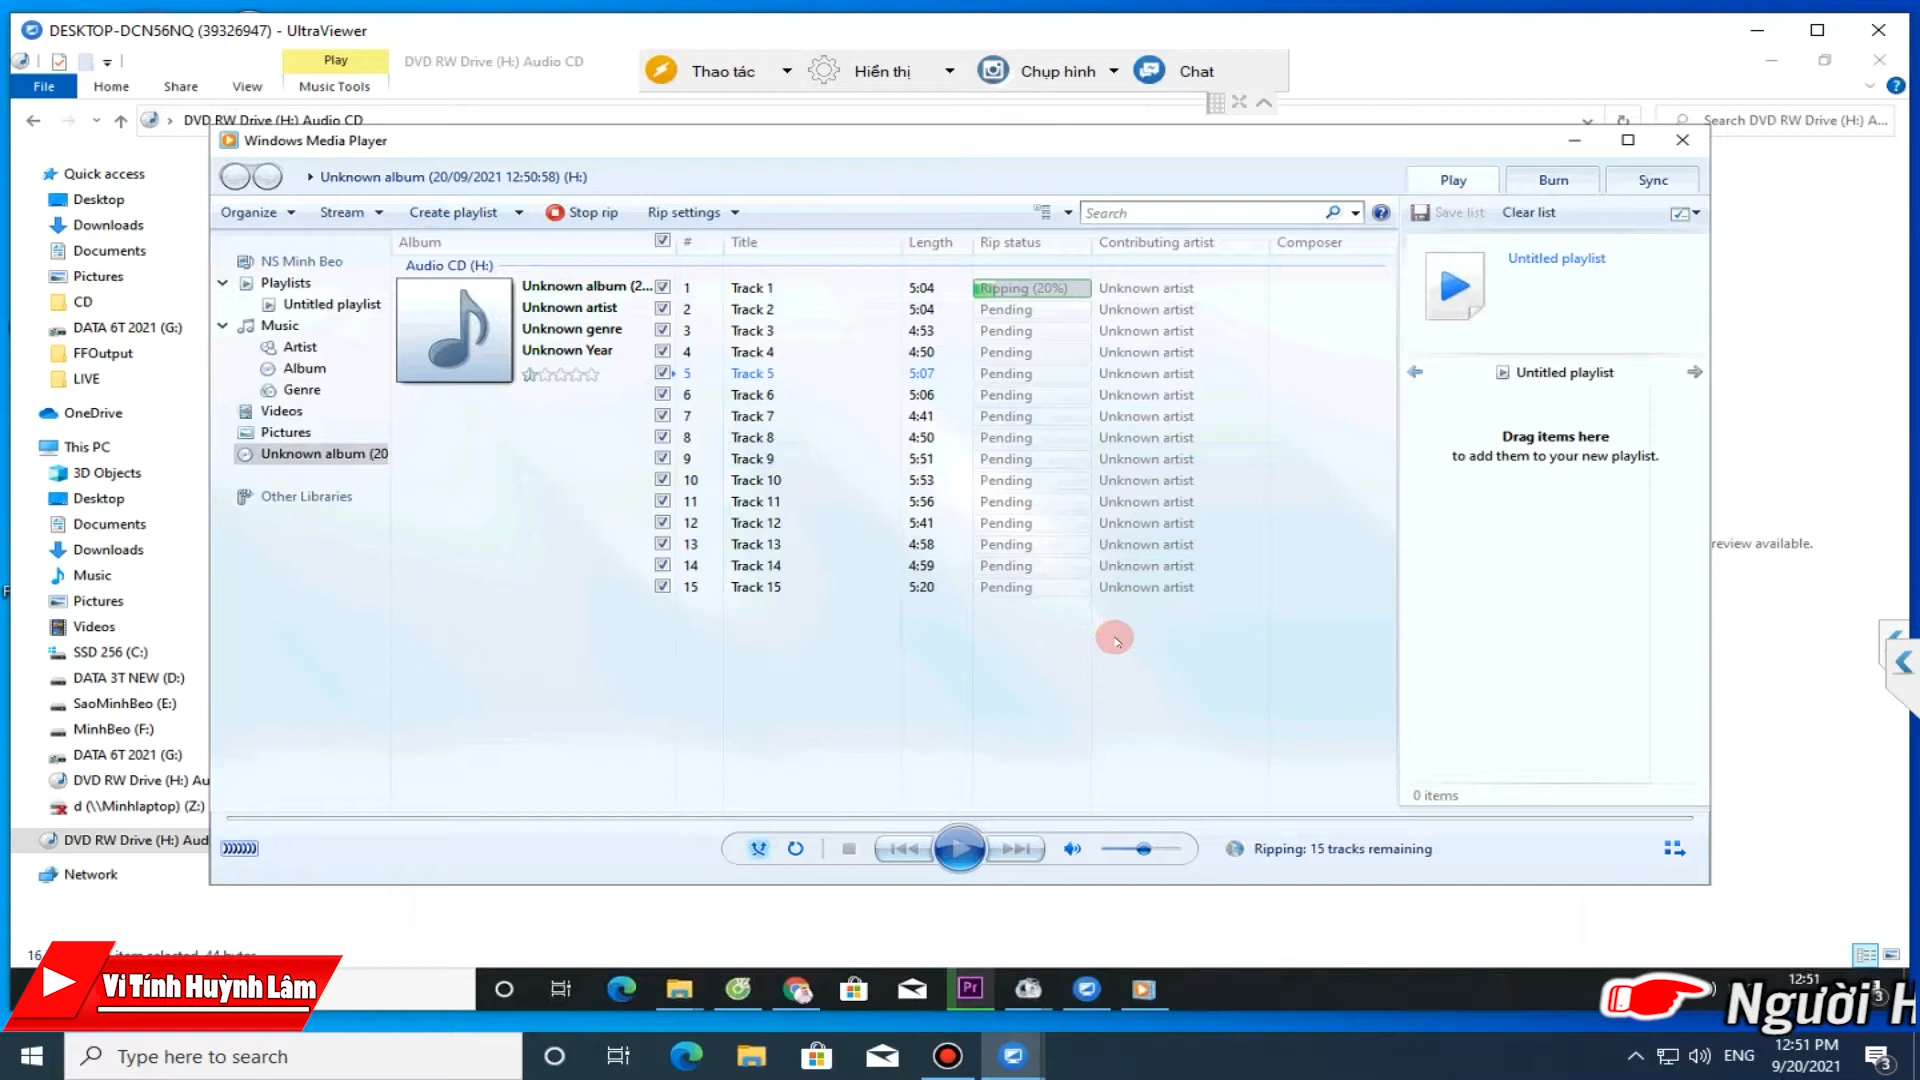 DESKTOP-DCN56NQ (39326947) - UltraViewer
Play
DVD RW Drive (H:) Audio CD
Thao tác
Hiển thị
Chụp hình
Chat
File
Home
Share
View
Music Tools
DVD RW Drive (H:) Audio CD
Search DVD RW Drive (H:) A...
Windows Media Player
Unknown album (20/09/2021 12:50:58) (H:)
Play
Burn
Sync
Organize
Stream
Create playlist
Stop rip
Rip settings
Search
Save list
Clear list
Quick access
Desktop
Downloads
Documents
Pictures
CD
DATA 6T 2021 (G:)
FFOutput
LIVE
OneDrive
This PC
3D Objects
Desktop
Documents
Downloads
Music
Pictures
Videos
SSD 256 (C:)
DATA 3T NEW (D:)
SaoMinhBeo (E:)
MinhBeo (F:)
DATA 6T 2021 (G:)
DVD RW Drive (H:) Au
d (\\Minhlaptop) (Z:)
DVD RW Drive (H:) Aud
Network
NS Minh Beo
Playlists
Untitled playlist
Music
Artist
Album
Genre
Videos
Pictures
Unknown album (20
Other Libraries
Album # Title Length Rip status Contributing artist Composer
Audio CD (H:)
Unknown album (2...
Unknown artist
Unknown genre
Unknown Year
1 Track 1 5:04 Ripping (20%) Unknown artist
2 Track 2 5:04 Pending Unknown artist
3 Track 3 4:53 Pending Unknown artist
4 Track 4 4:50 Pending Unknown artist
5 Track 5 5:07 Pending Unknown artist
6 Track 6 5:06 Pending Unknown artist
7 Track 7 4:41 Pending Unknown artist
8 Track 8 4:50 Pending Unknown artist
9 Track 9 5:51 Pending Unknown artist
10 Track 10 5:53 Pending Unknown artist
11 Track 11 5:56 Pending Unknown artist
12 Track 12 5:41 Pending Unknown artist
13 Track 13 4:58 Pending Unknown artist
14 Track 14 4:59 Pending Unknown artist
15 Track 15 5:20 Pending Unknown artist
Untitled playlist
Untitled playlist
Drag items here
to add them to your new playlist.
0 items
review available.
Ripping: 15 tracks remaining
16
Vi Tính Huỳnh Lâm
Pr
12:51
3
Người H
Type here to search
ENG
12:51 PM
9/20/2021
3